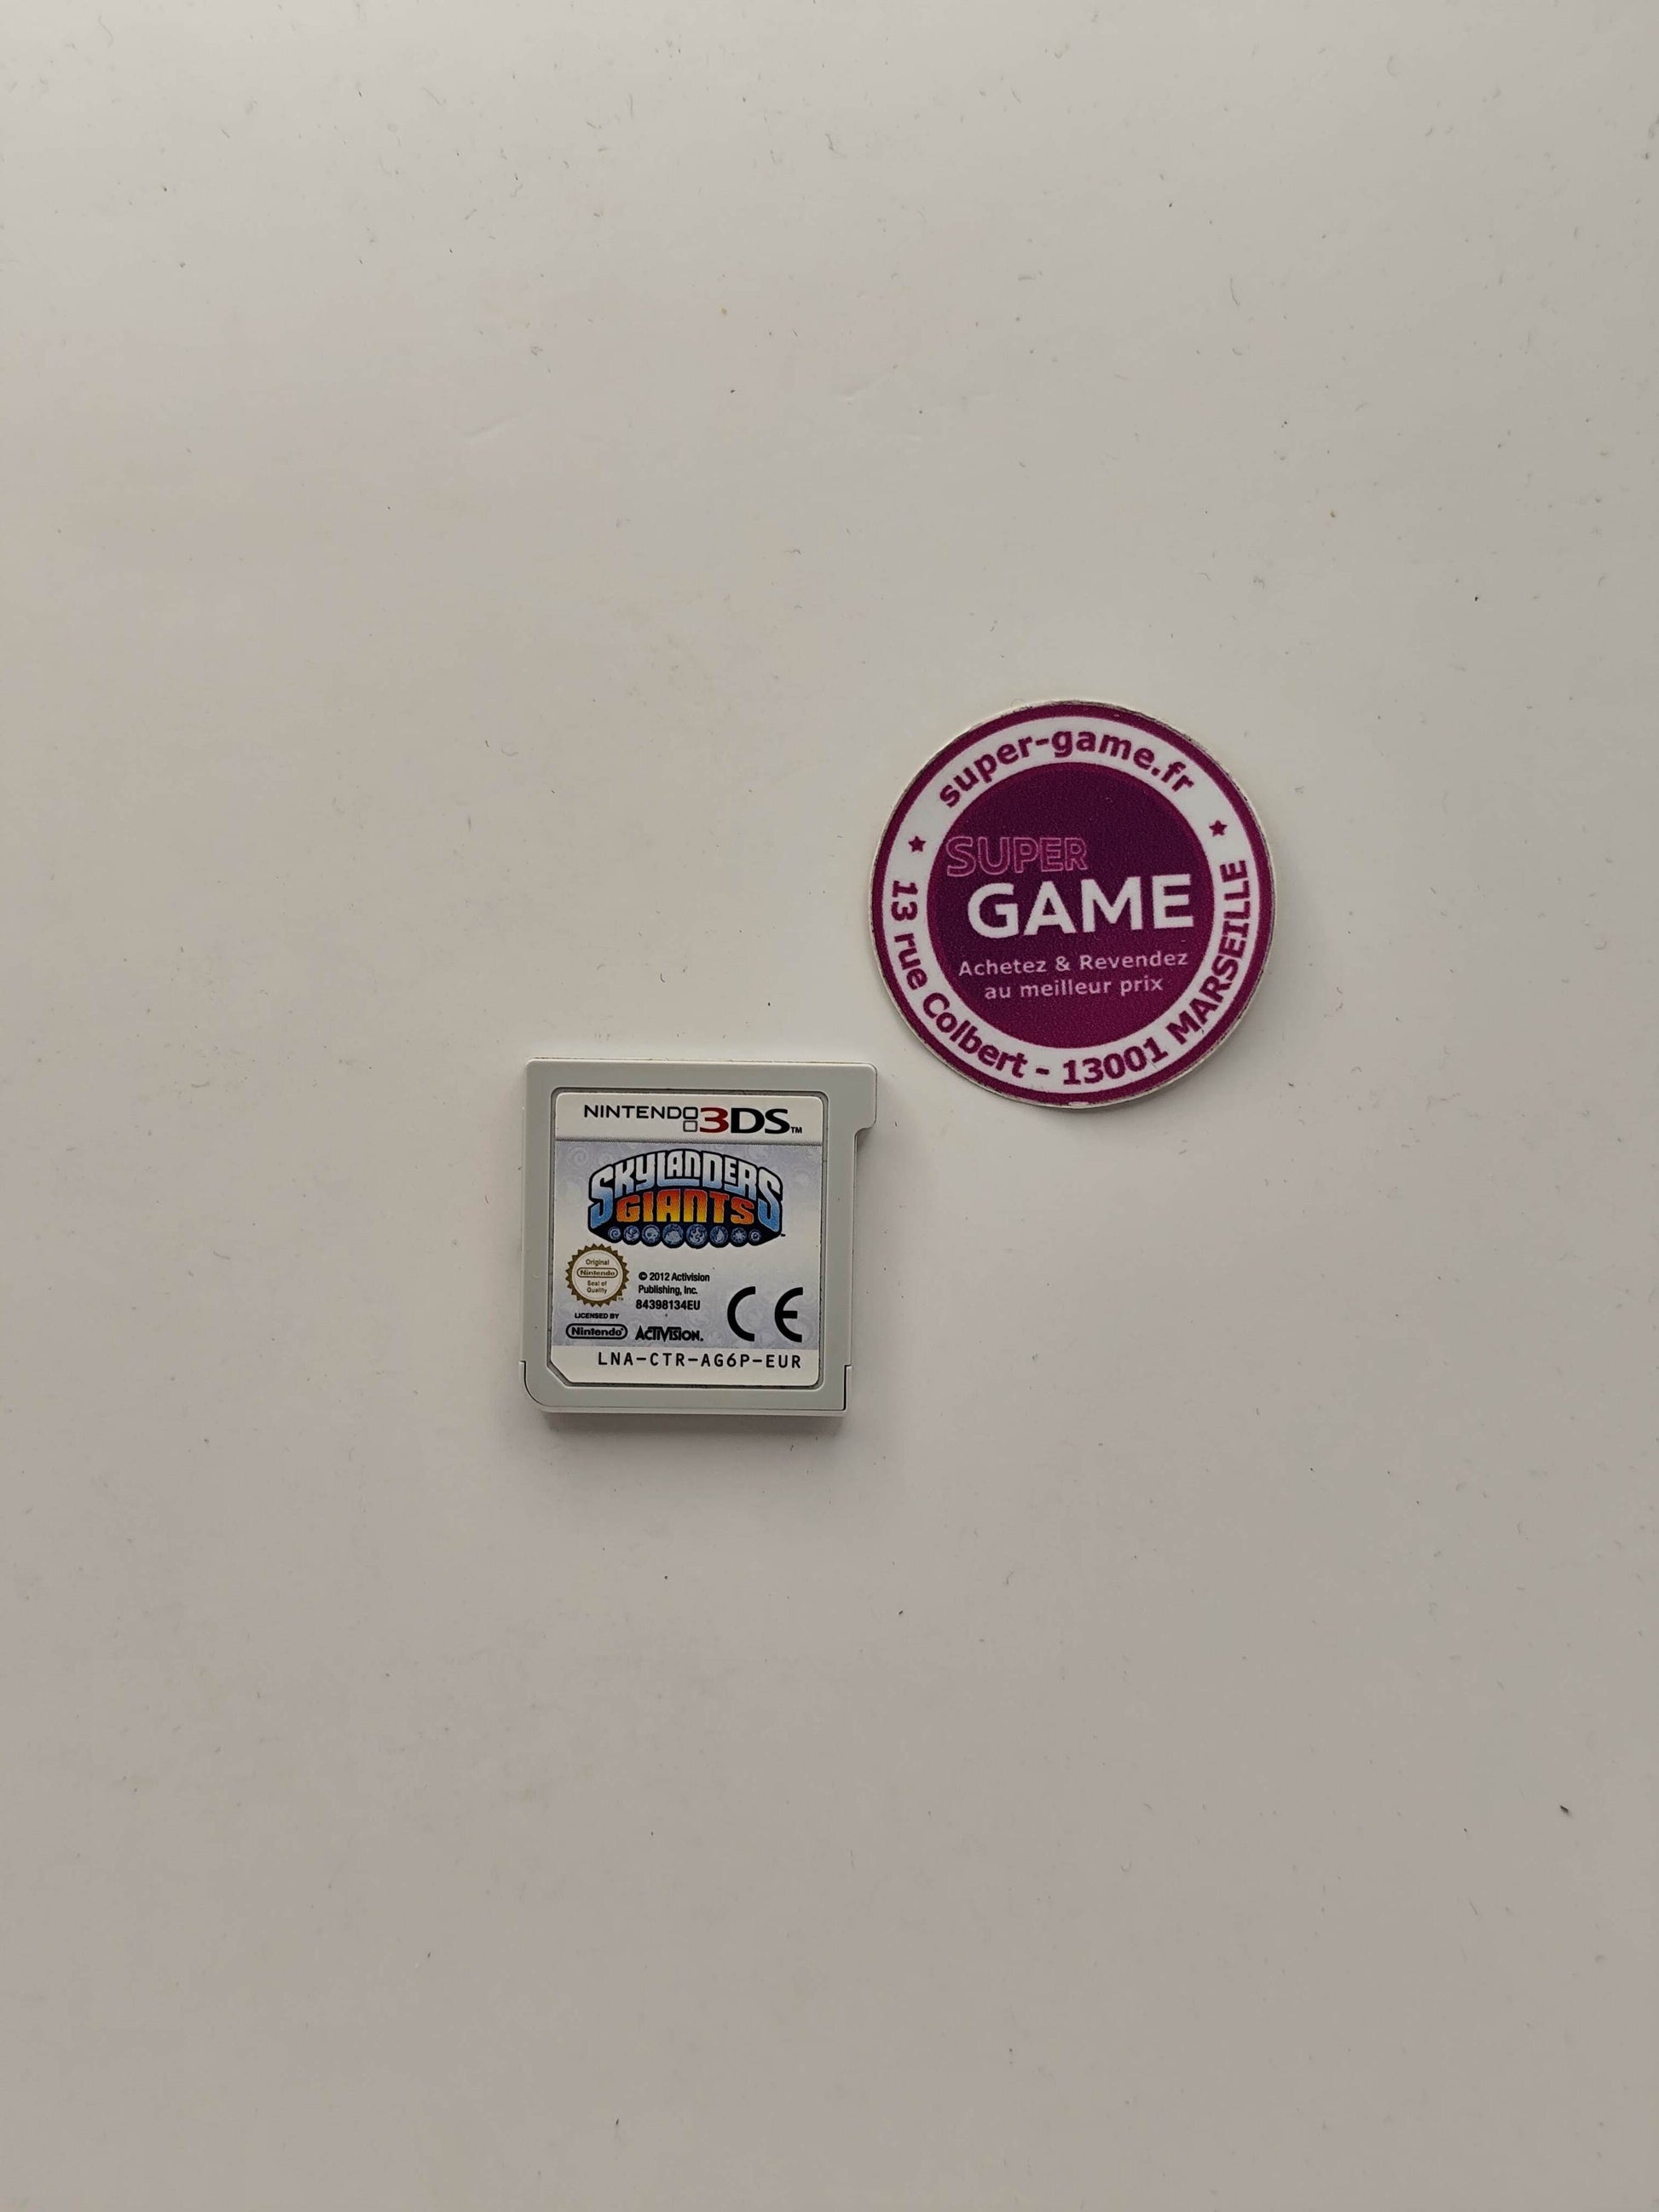 super-game.fr
SUPER
GAME
Achetez & Revendez
au meilleur prix
13 rue Colbert - 13001 MARSEILLE
NINTENDO 3DS™
SKYLANDERS
GIANTS
Original
Nintendo
Seal of
Quality
© 2012 Activision
Publishing, Inc.
84398134EU
LICENSED BY
Nintendo
ACTIVISION.
CE
LNA-CTR-AG6P-EUR